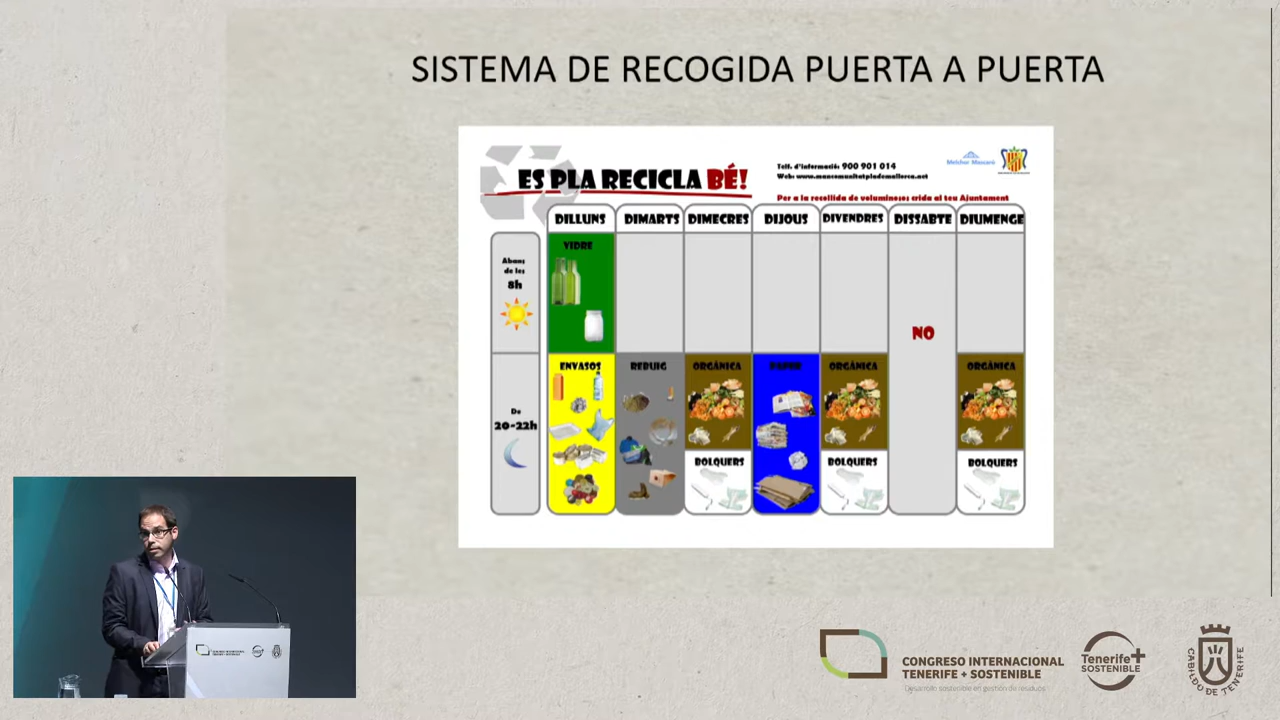 SISTEMA DE RECOGIDA PUERTA A PUERTA
ES PLA RECICLA BÉ!
Telf. d'informació: 900 901 014
Web: www.mancomunitatplademallorca.net
Per a la recollida de voluminosos crida al teu Ajuntament
Melchor Mascaró
DILLUNS DIMARTS DIMECRES DIJOUS DIVENDRES DISSABTE DIUMENGE
Abans
de les
8h
VIDRE
NO
De
20-22h
ENVASOS REBUIG ORGÀNICA PAPER ORGÀNICA ORGÀNICA
BOLQUERS BOLQUERS BOLQUERS
CONGRESO INTERNACIONAL
TENERIFE + SOSTENIBLE
Desarrollo sostenible en gestión de residuos
Tenerife+
SOSTENIBLE
CABILDO DE TENERIFE